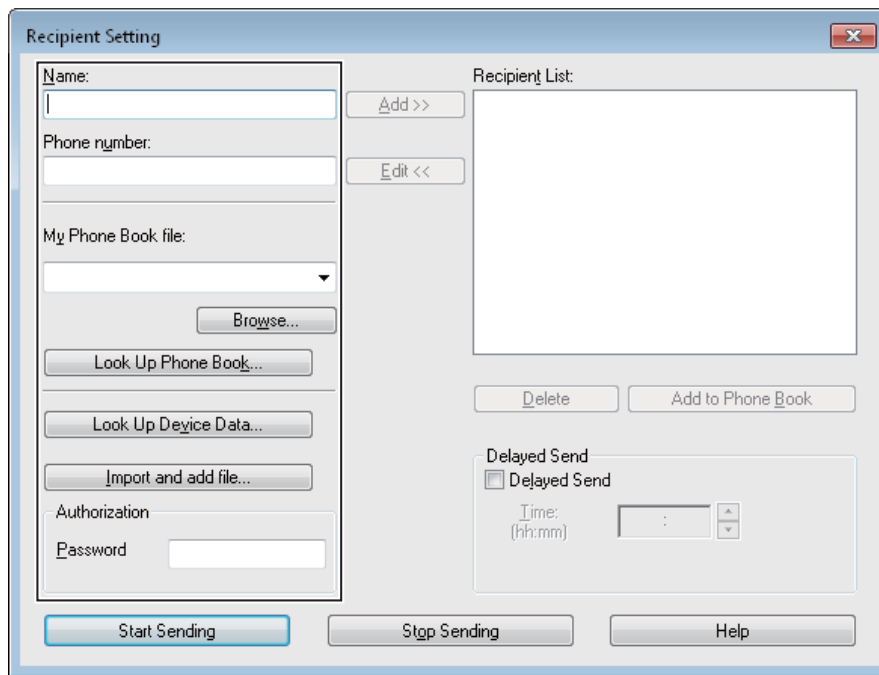 Recipient Setting
Name:
Add >>
Phone number:
Edit <<
My Phone Book file:
Browse...
Look Up Phone Book...
Look Up Device Data...
Import and add file...
Authorization
Password
Recipient List:
Delete
Add to Phone Book
Delayed Send
Delayed Send
Time:
(hh:mm)
:
Start Sending
Stop Sending
Help